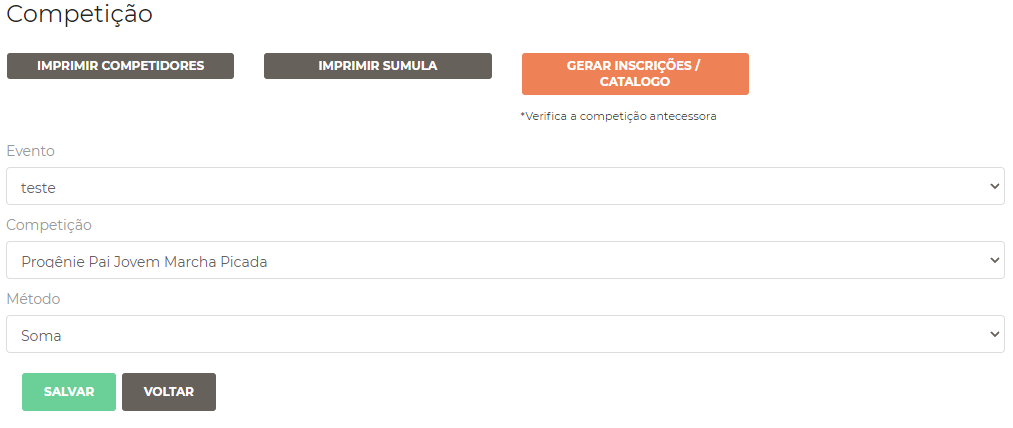 Competição
IMPRIMIR COMPETIDORES
IMPRIMIR SUMULA
GERAR INSCRIÇÕES /
CATALOGO
*Verifica a competição antecessora
Evento
teste
Competição
Progênie Pai Jovem Marcha Picada
Método
Soma
SALVAR
VOLTAR